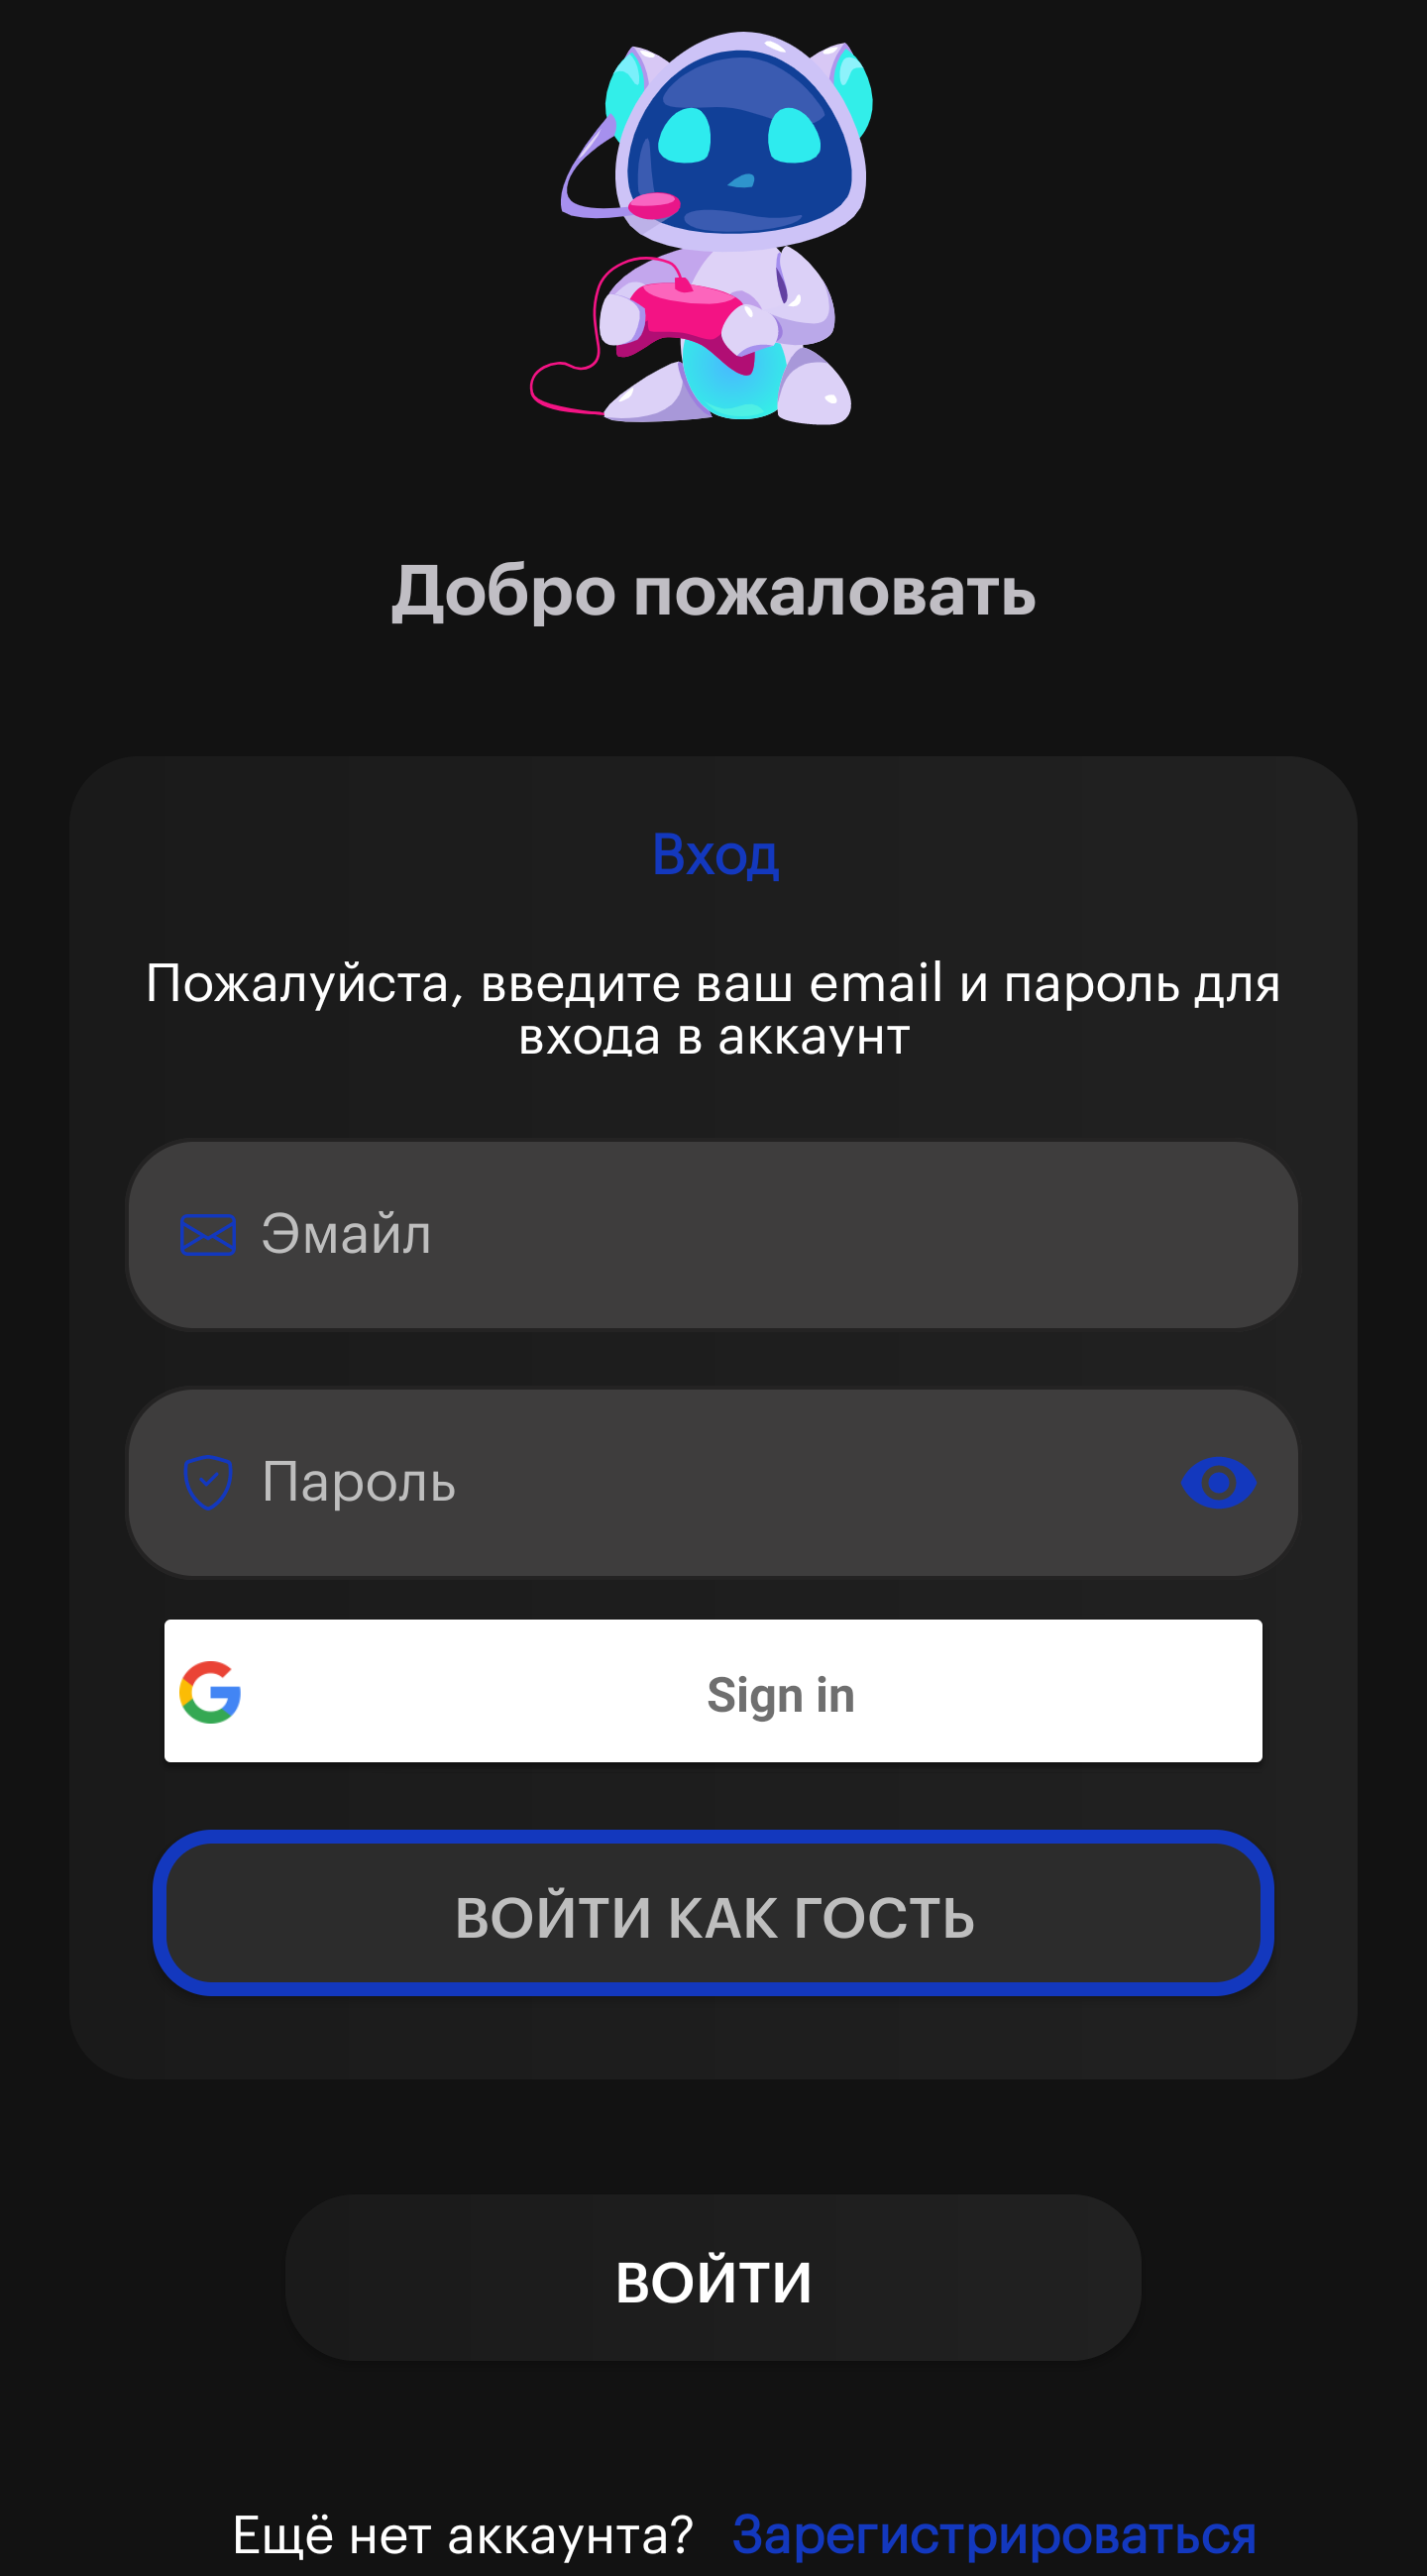 Добро пожаловать
Вход
Пожалуйста, введите ваш email и пароль для
входа в аккаунт
Эмайл
Пароль
Sign in
ВОЙТИ КАК ГОСТЬ
ВОЙТИ
Ещё нет аккаунта? Зарегистрироваться